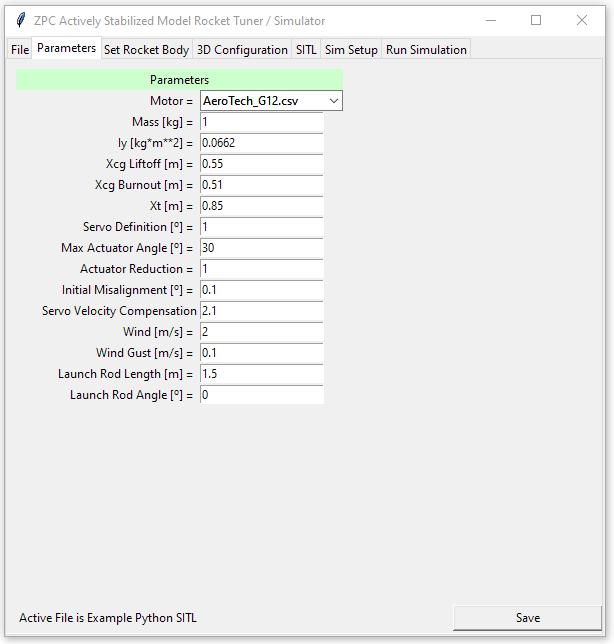 ZPC Actively Stabilized Model Rocket Tuner / Simulator
File Parameters Set Rocket Body 3D Configuration SITL Sim Setup Run Simulation
Parameters
Motor = AeroTech_G12.csv
Mass [kg] = 1
Iy [kg*m**2] = 0.0662
Xcg Liftoff [m] = 0.55
Xcg Burnout [m] = 0.51
Xt [m] = 0.85
Servo Definition [º] = 1
Max Actuator Angle [º] = 30
Actuator Reduction = 1
Initial Misalignment [º] = 0.1
Servo Velocity Compensation 2.1
Wind [m/s] = 2
Wind Gust [m/s] = 0.1
Launch Rod Length [m] = 1.5
Launch Rod Angle [º] = 0
Active File is Example Python SITL Save